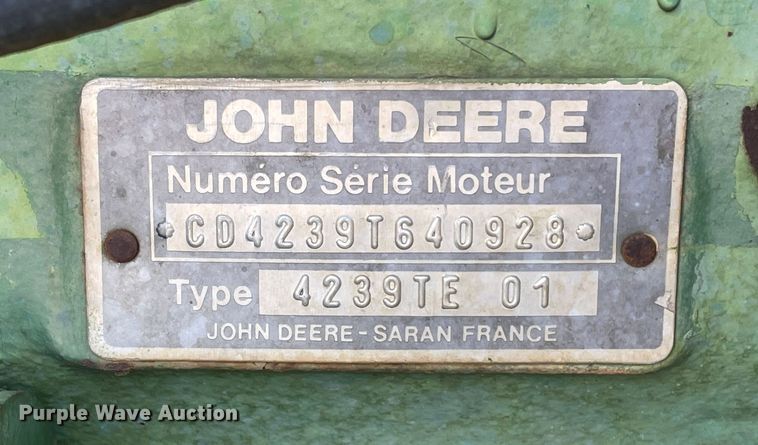 JOHN DEERE
Numéro Série Moteur
*CD4239T640928*
Type 4239TE 01
JOHN DEERE-SARAN FRANCE
Purple Wave Auction